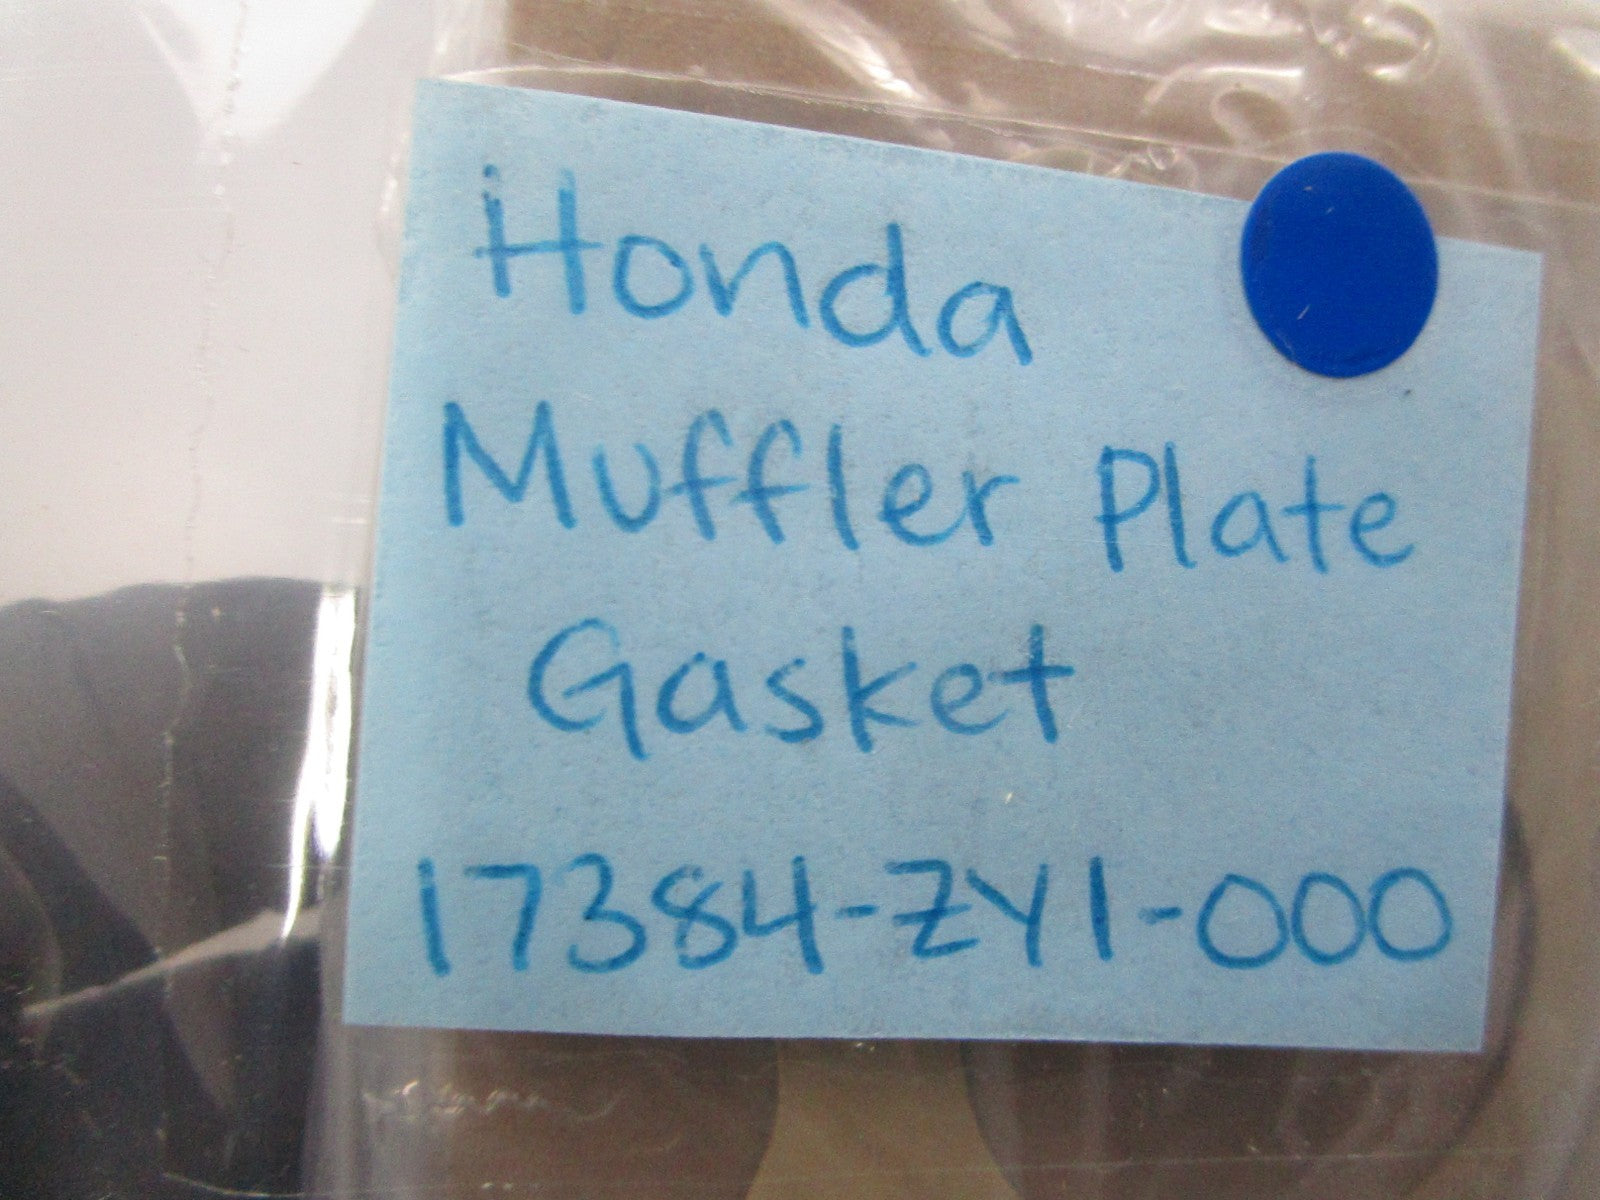 Honda
Muffler Plate
Gasket
17384-ZY1-000